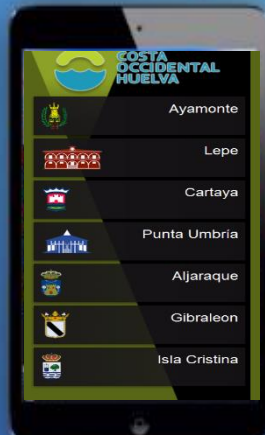 COSTA
OCCIDENTAL
HUELVA
Ayamonte
Lepe
Cartaya
Punta Umbria
Aljaraque
Gibraleon
Isla Cristina